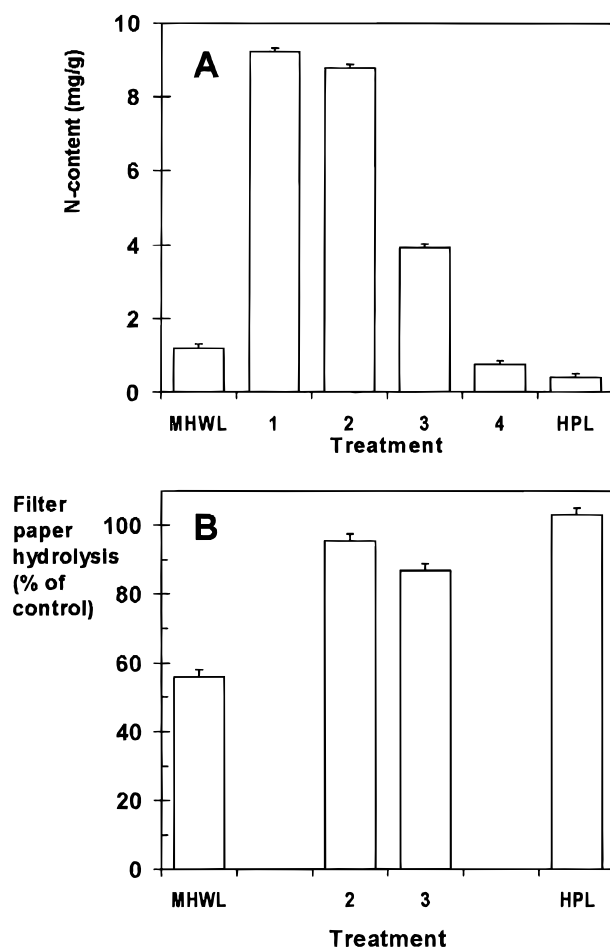 A
N-content (mg/g)
10
8
6
4
2
0
MHWL 1 2 3 4 HPL
Treatment
B
Filter
paper
hydrolysis
(% of
control)
100
80
60
40
20
0
MHWL 2 3 HPL
Treatment